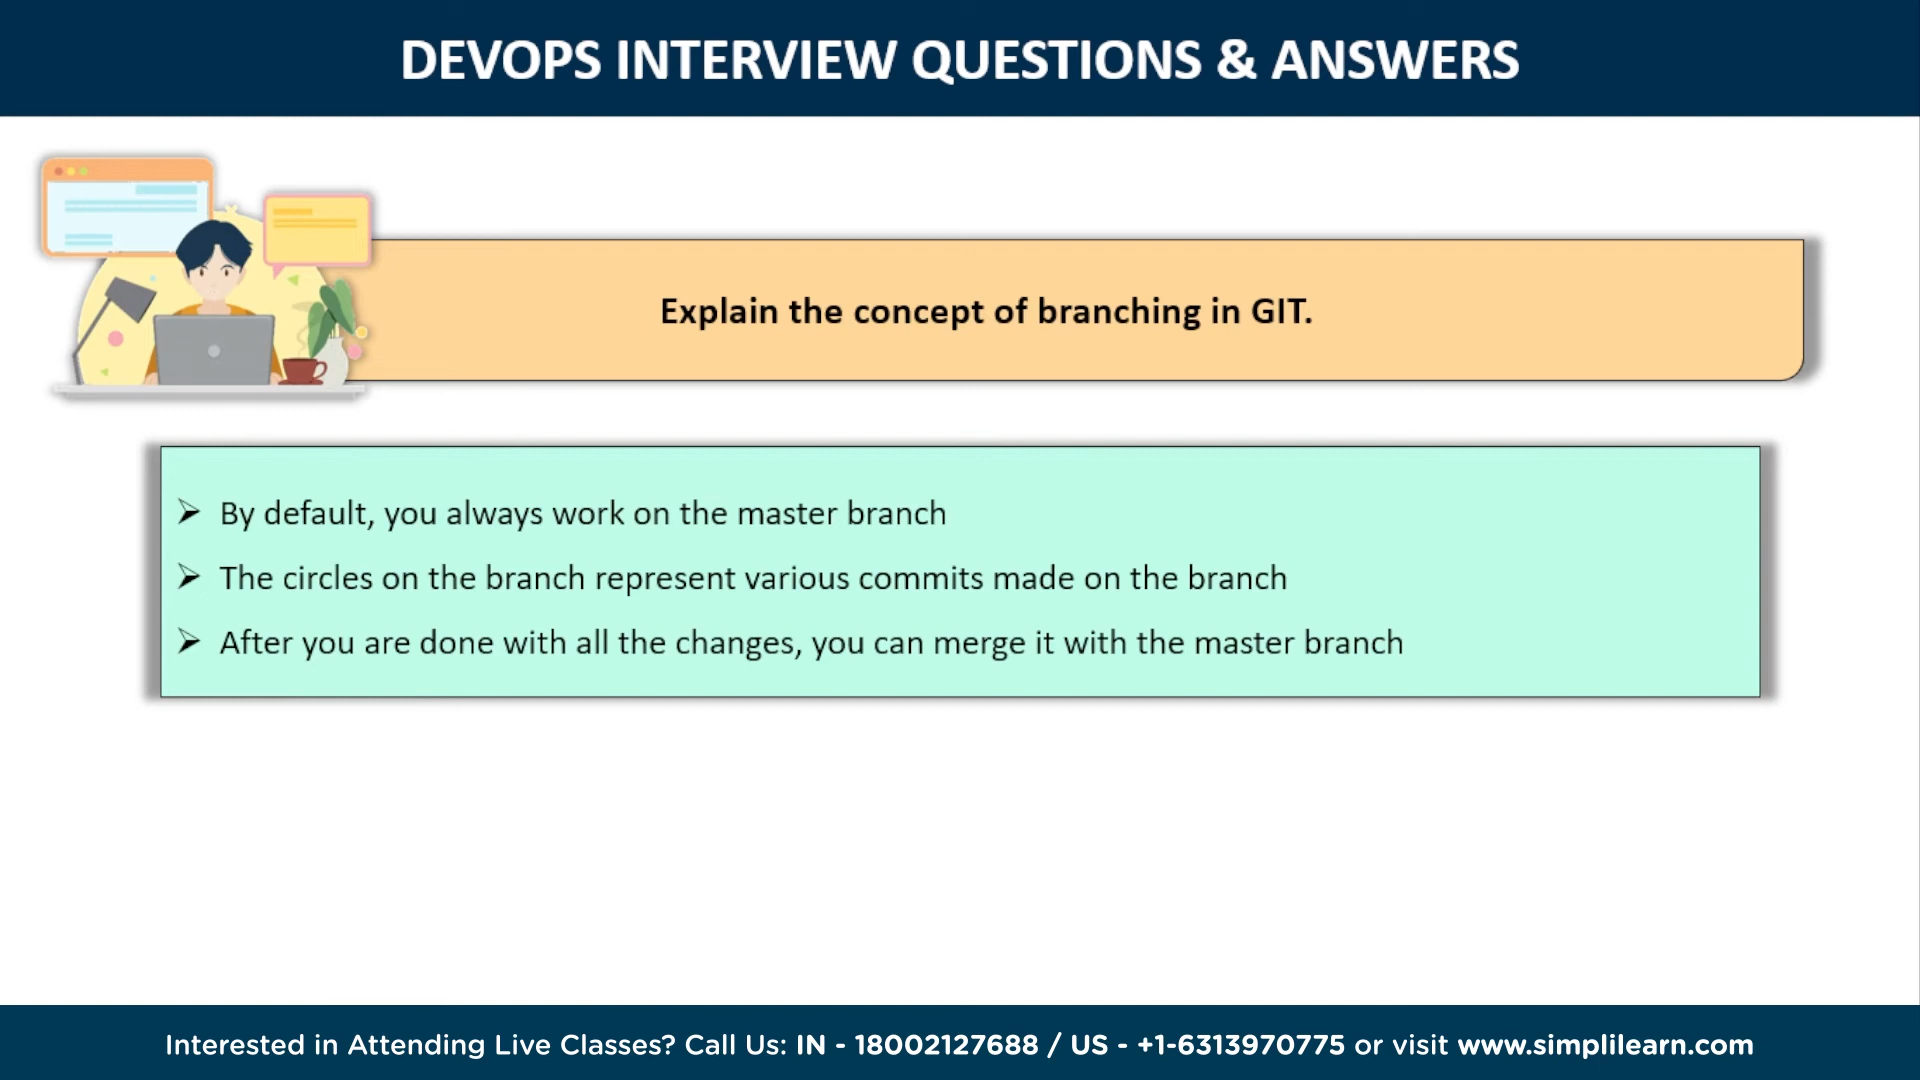 DEVOPS INTERVIEW QUESTIONS & ANSWERS
Explain the concept of branching in GIT.
➢ By default, you always work on the master branch
➢ The circles on the branch represent various commits made on the branch
➢ After you are done with all the changes, you can merge it with the master branch
Interested in Attending Live Classes? Call Us: IN - 18002127688 / US - +1-6313970775 or visit www.simplilearn.com